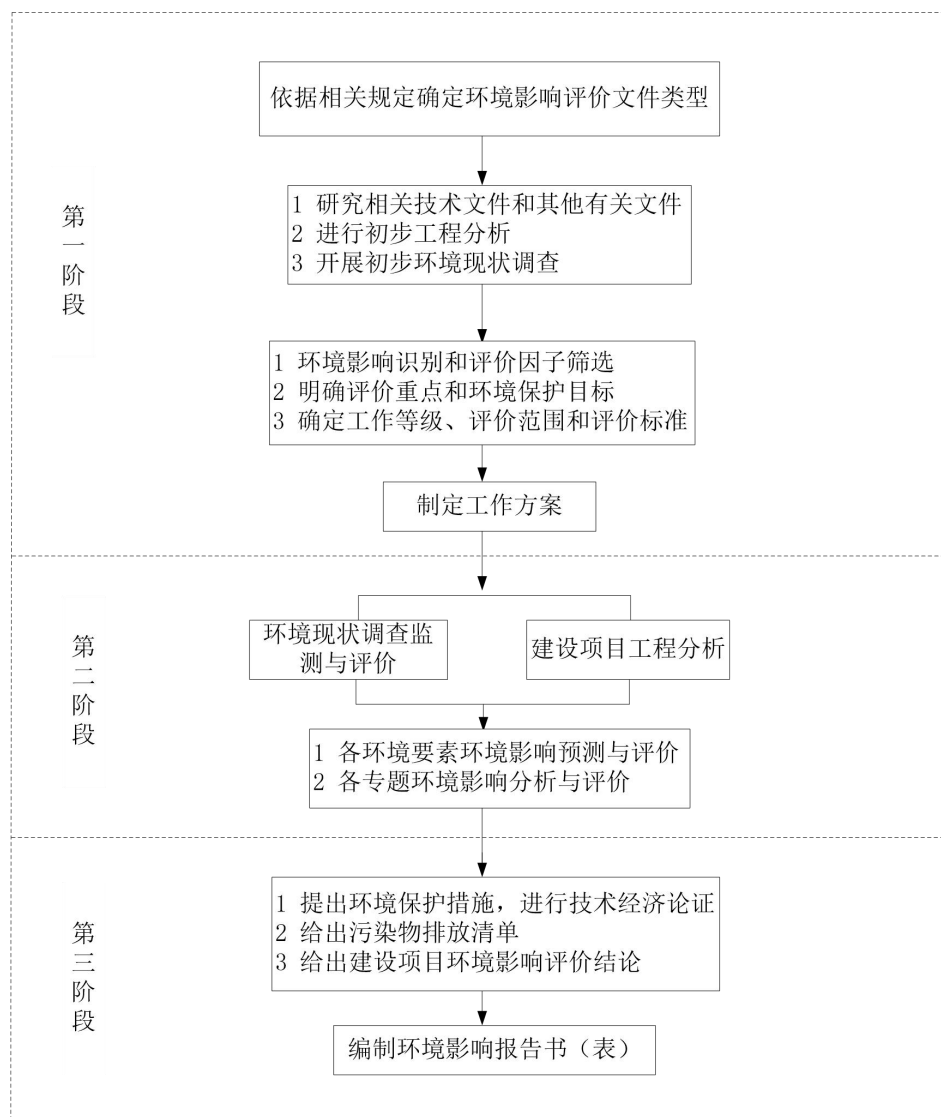 依据相关规定确定环境影响评价文件类型
第一阶段
1 研究相关技术文件和其他有关文件
2 进行初步工程分析
3 开展初步环境现状调查
1 环境影响识别和评价因子筛选
2 明确评价重点和环境保护目标
3 确定工作等级、评价范围和评价标准
制定工作方案
第二阶段
环境现状调查监
测与评价
建设项目工程分析
1 各环境要素环境影响预测与评价
2 各专题环境影响分析与评价
第三阶段
1 提出环境保护措施，进行技术经济论证
2 给出污染物排放清单
3 给出建设项目环境影响评价结论
编制环境影响报告书（表）